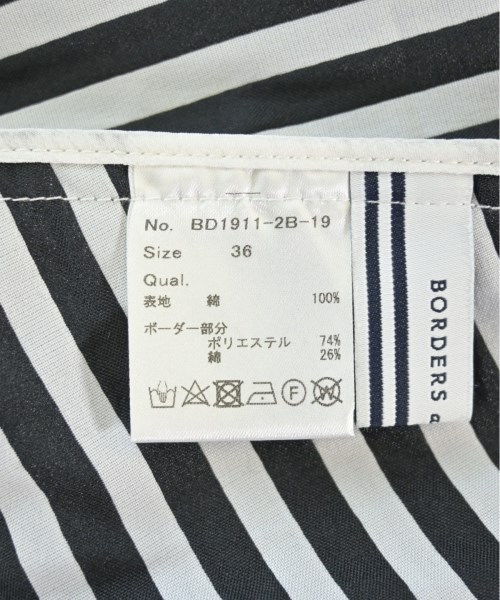 No. BD1911-2B-19
Size 36
Qual.
表地 綿 100%
ボーダー部分
ポリエステル 74%
綿 26%
BORDERS